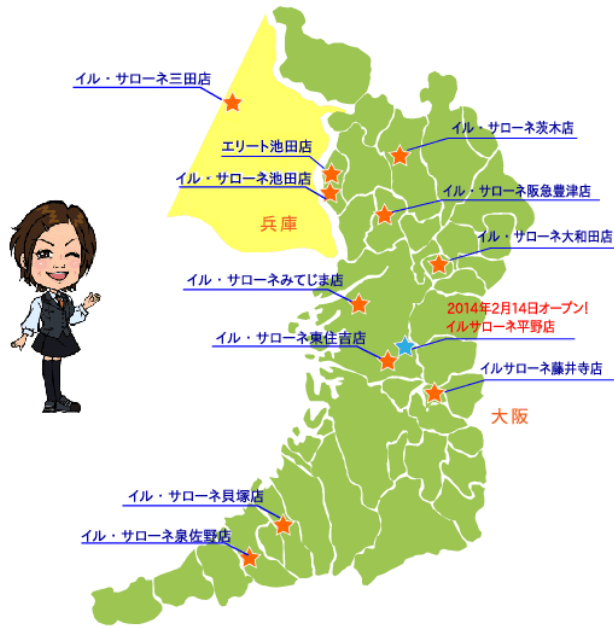 イル・サローネ三田店
イル・サローネ茨木店
エリート池田店
イル・サローネ池田店
イル・サローネ阪急豊津店
兵庫
イル・サローネ大和田店
イル・サローネみてじま店
2014年2月14日オープン!
イルサローネ平野店
イル・サローネ東住吉店
イルサローネ藤井寺店
大阪
イル・サローネ貝塚店
イル・サローネ泉佐野店